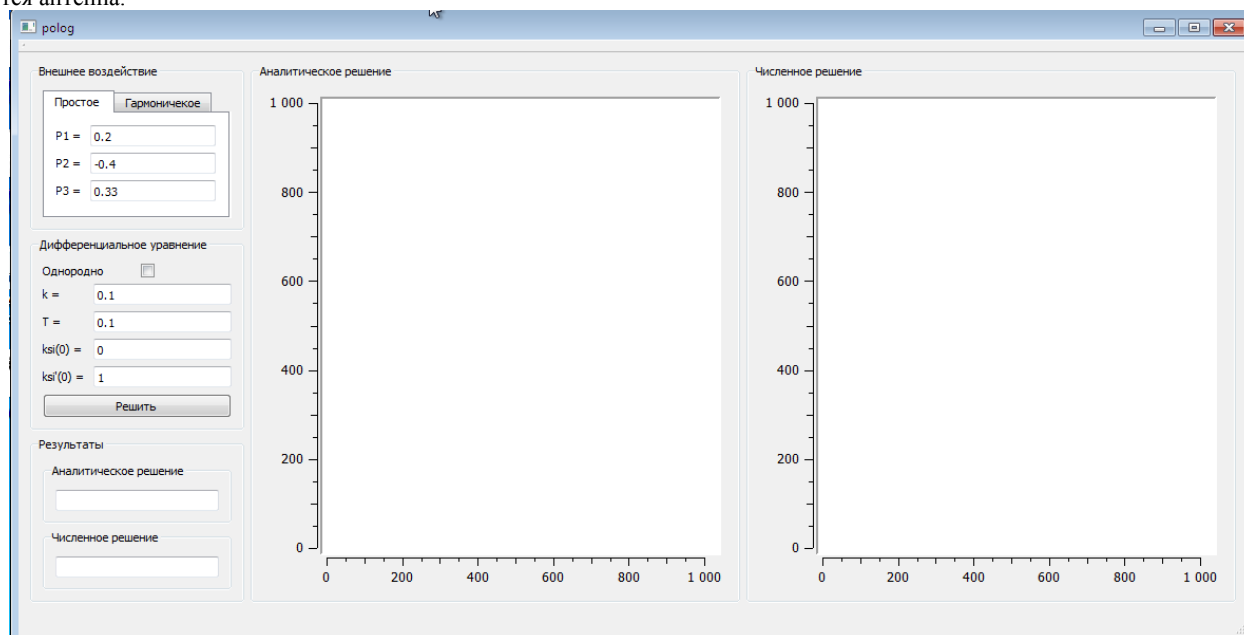 тся антенна.
polog
Внешнее воздействие
Простое
Гармоничекое
P1 = 0.2
P2 = -0.4
P3 = 0.33
Дифференциальное уравнение
Однородно
k = 0.1
T = 0.1
ksi(0) = 0
ksi'(0) = 1
Решить
Результаты
Аналитическое решение
Численное решение
Аналитическое решение
1 000
800
600
400
200
0
0 200 400 600 800 1 000
Численное решение
1 000
800
600
400
200
0
0 200 400 600 800 1 000